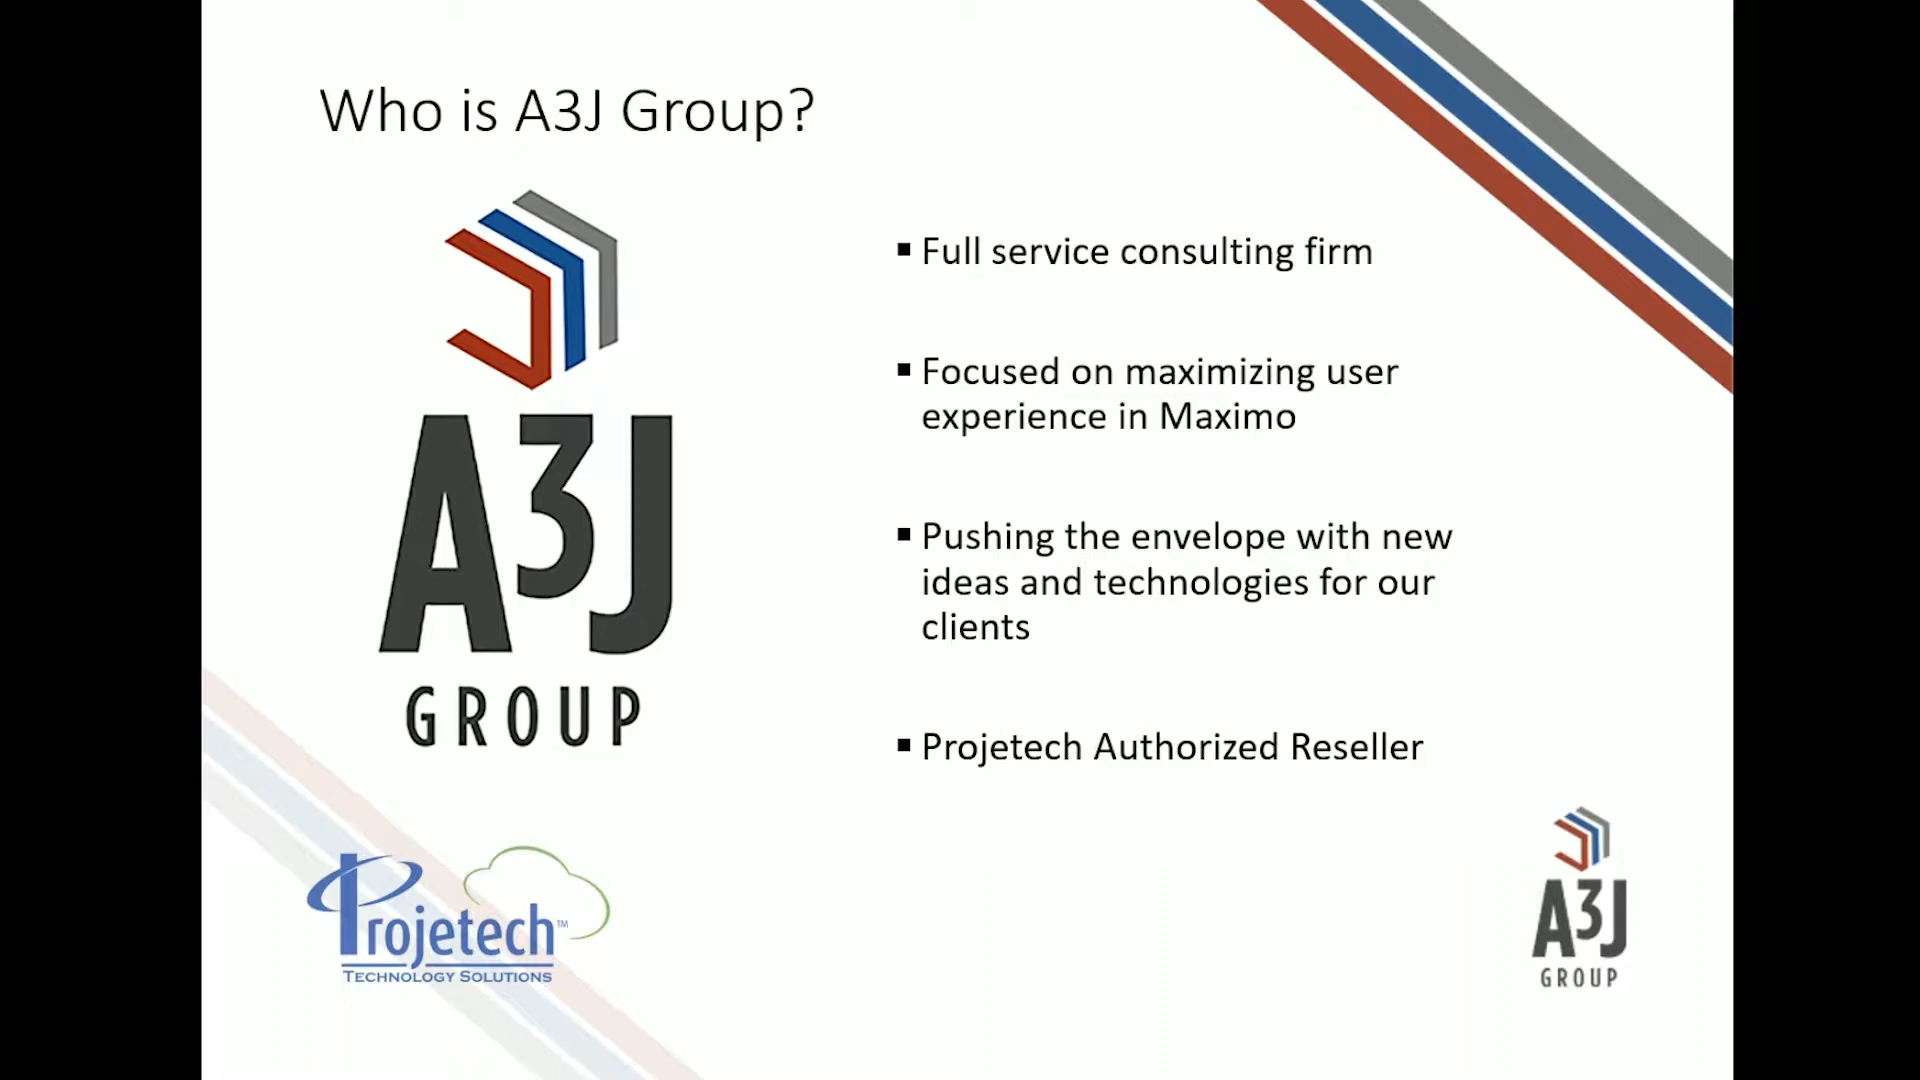 Who is A3J Group?
A3J
GROUP
▪ Full service consulting firm
▪ Focused on maximizing user
experience in Maximo
▪ Pushing the envelope with new
ideas and technologies for our
clients
▪ Projetech Authorized Reseller
Projetech™
TECHNOLOGY SOLUTIONS
A3J
GROUP